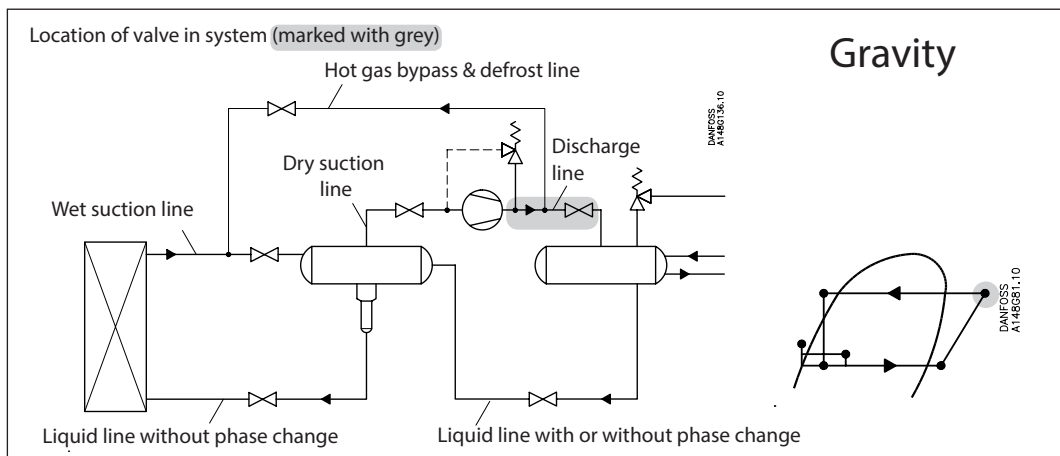 Location of valve in system (marked with grey)
Gravity
Hot gas bypass & defrost line
DANFOSS
A148G136.10
Dry suction
line
Discharge
line
Wet suction line
DANFOSS
A148G81.10
Liquid line without phase change
Liquid line with or without phase change